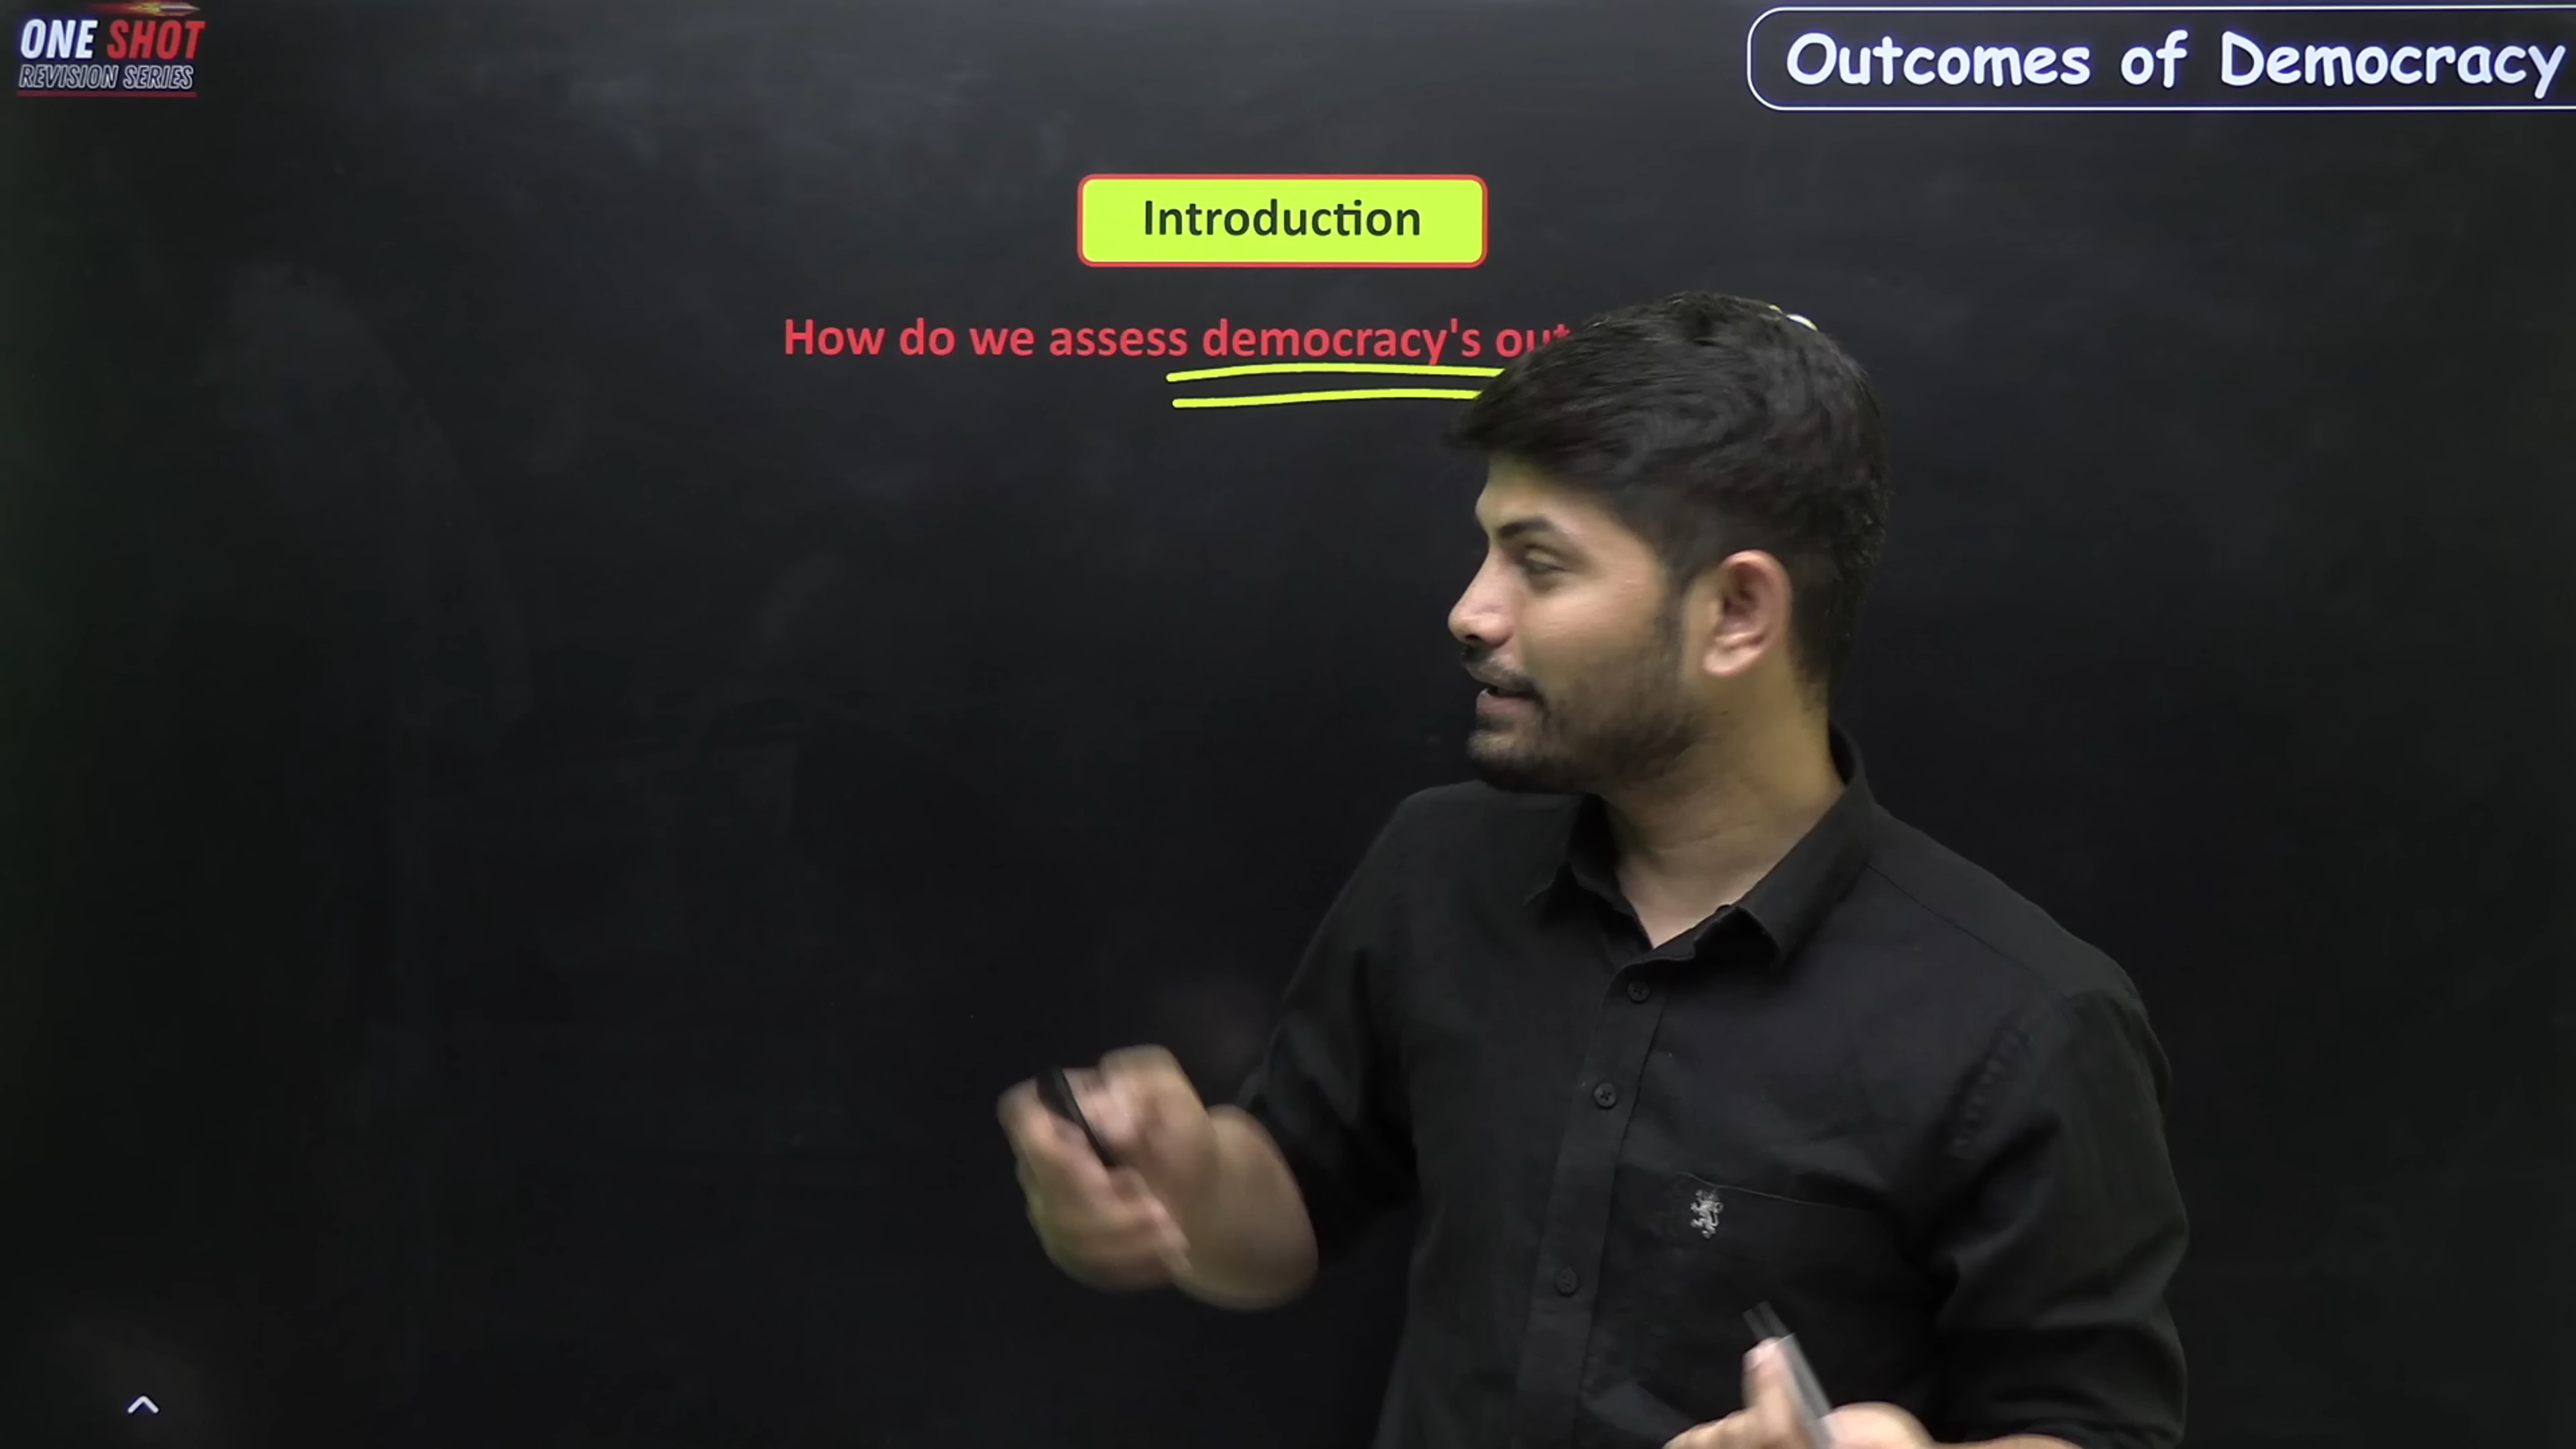 ONE SHOT
REVISION SERIES
Outcomes of Democracy
Introduction
How do we assess democracy's